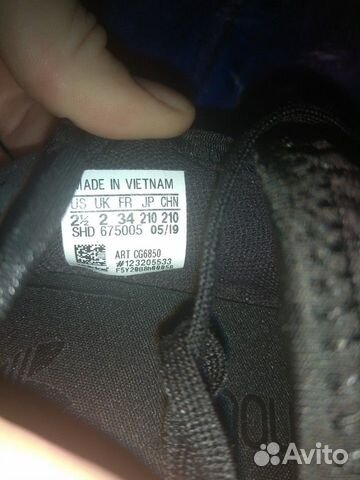 MADE IN VIETNAM
US UK FR JP CHN
2½ 2 34 210 210
SHD 675005 05/19
ART CG6850
#123205533
Avito